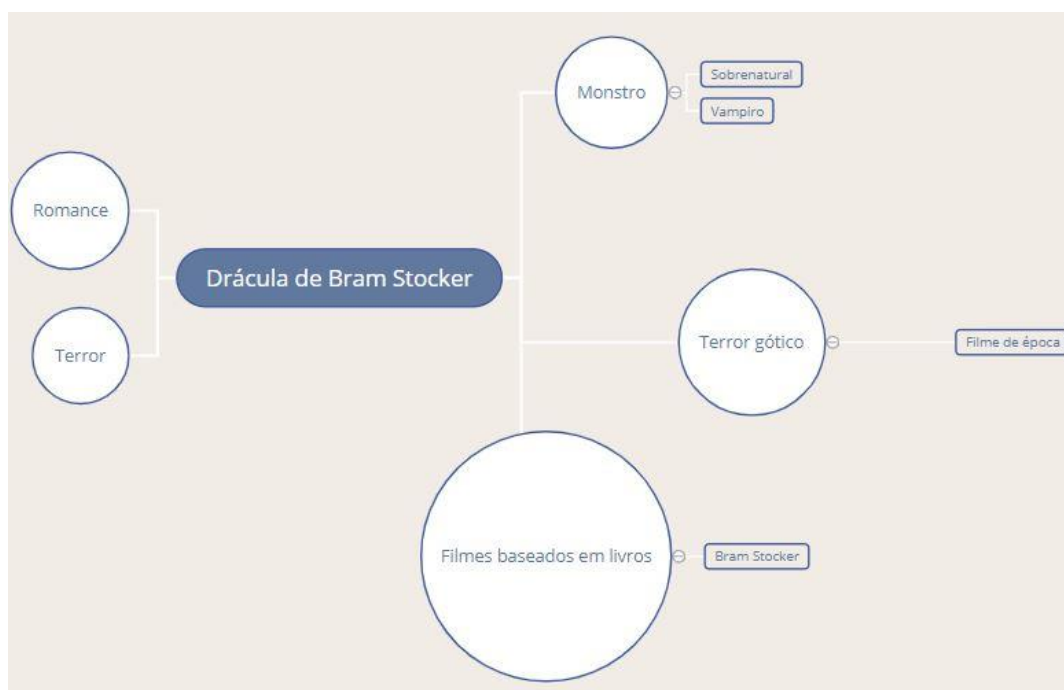 Monstro
Sobrenatural
Vampiro
Romance
Drácula de Bram Stocker
Terror
Terror gótico
Filme de época
Filmes baseados em livros
Bram Stocker